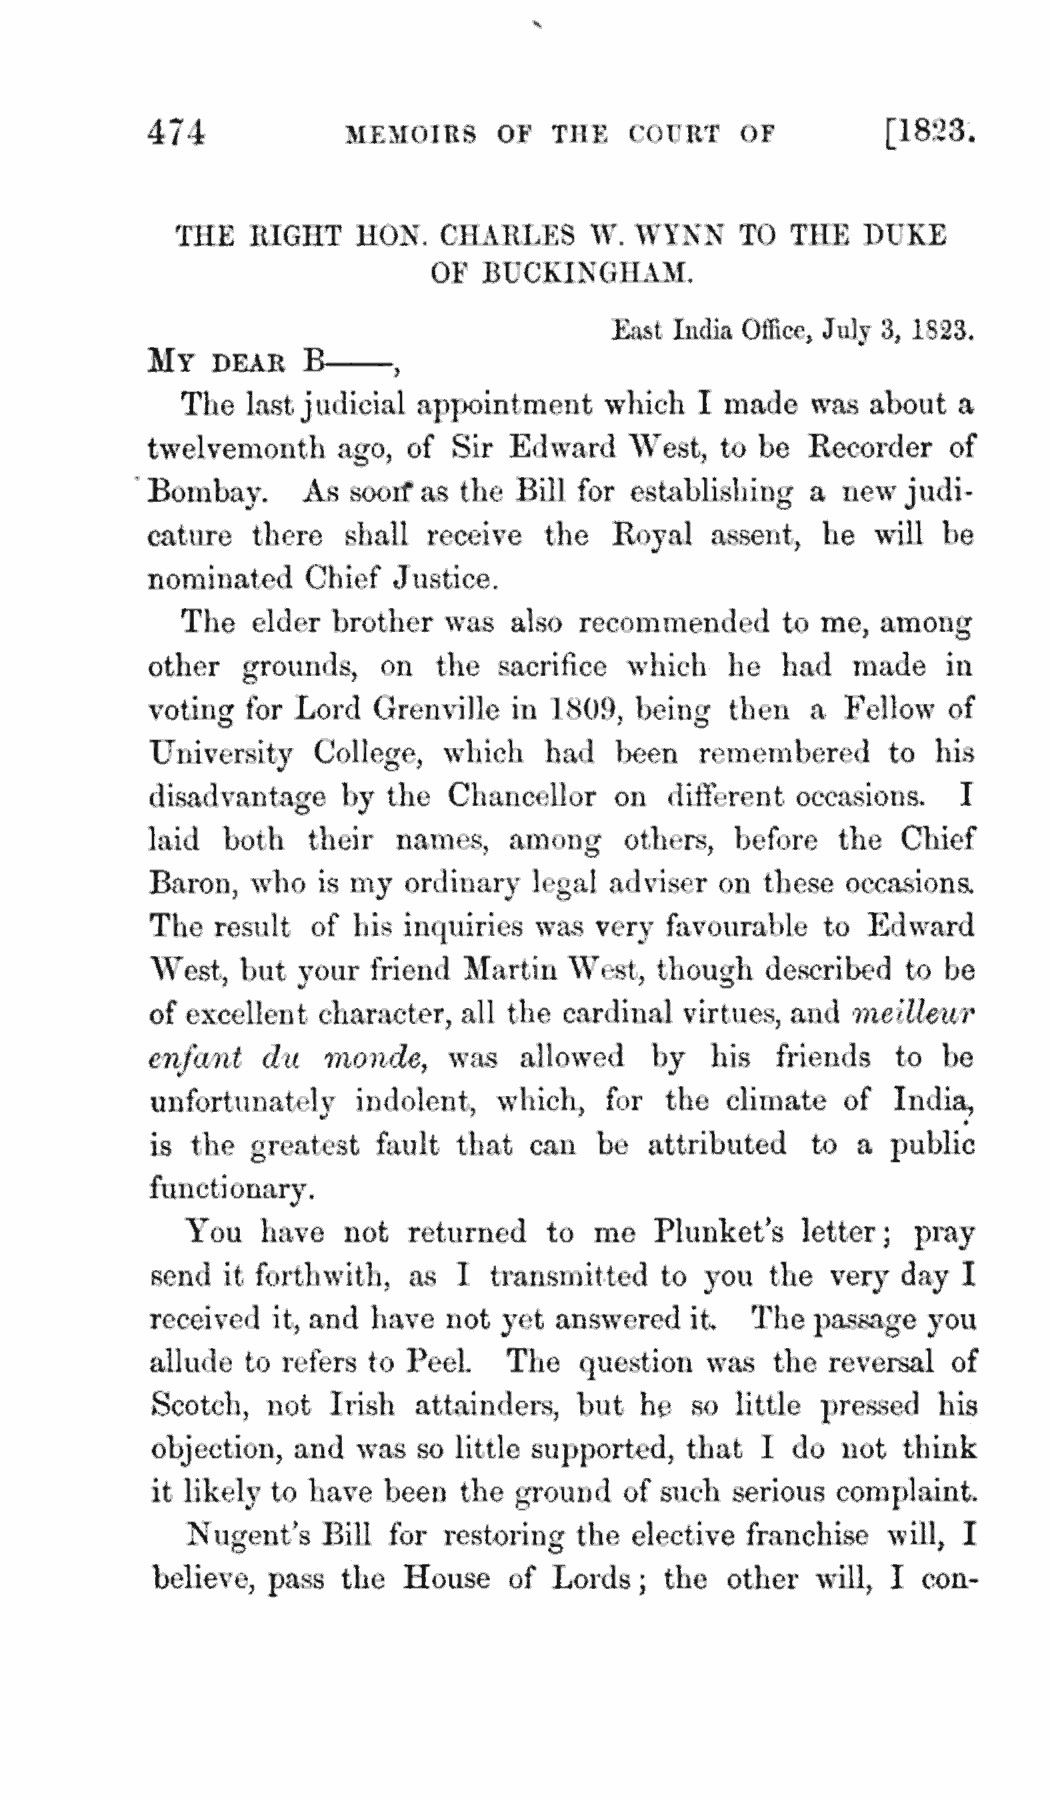 474 MEMOIRS OF THE COURT OF [1823.
THE RIGHT HON. CHARLES W. WYNN TO THE DUKE
OF BUCKINGHAM.
East India Office, July 3, 1823.
MY DEAR B——,
The last judicial appointment which I made was about a
twelvemonth ago, of Sir Edward West, to be Recorder of
Bombay. As soon as the Bill for establishing a new judi-
cature there shall receive the Royal assent, he will be
nominated Chief Justice.
The elder brother was also recommended to me, among
other grounds, on the sacrifice which he had made in
voting for Lord Grenville in 1809, being then a Fellow of
University College, which had been remembered to his
disadvantage by the Chancellor on different occasions. I
laid both their names, among others, before the Chief
Baron, who is my ordinary legal adviser on these occasions.
The result of his inquiries was very favourable to Edward
West, but your friend Martin West, though described to be
of excellent character, all the cardinal virtues, and meilleur
enfant du monde, was allowed by his friends to be
unfortunately indolent, which, for the climate of India,
is the greatest fault that can be attributed to a public
functionary.
You have not returned to me Plunket's letter; pray
send it forthwith, as I transmitted to you the very day I
received it, and have not yet answered it. The passage you
allude to refers to Peel. The question was the reversal of
Scotch, not Irish attainders, but he so little pressed his
objection, and was so little supported, that I do not think
it likely to have been the ground of such serious complaint.
Nugent's Bill for restoring the elective franchise will, I
believe, pass the House of Lords; the other will, I con-